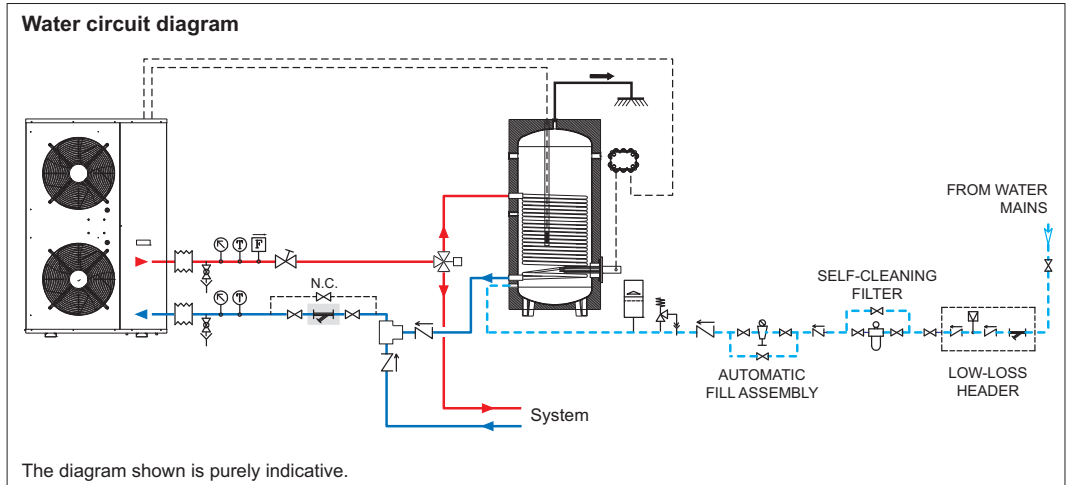 Water circuit diagram
FROM WATER
MAINS
SELF-CLEANING
FILTER
N.C.
T
F
T
AUTOMATIC
FILL ASSEMBLY
LOW-LOSS
HEADER
System
The diagram shown is purely indicative.